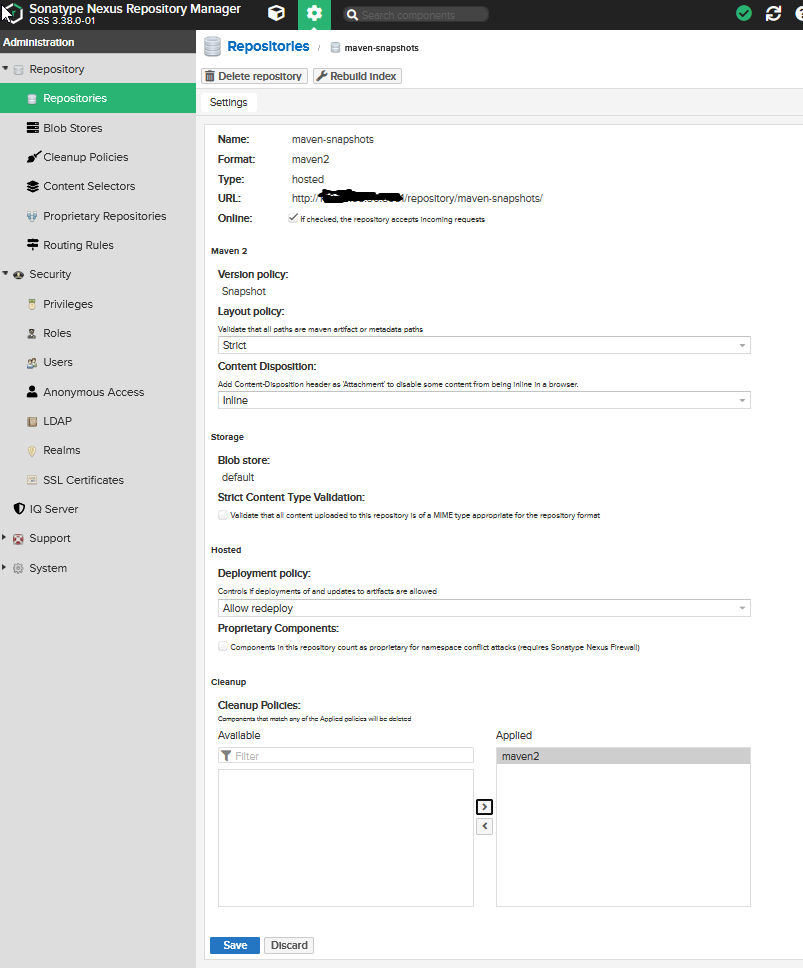 Sonatype Nexus Repository Manager
OSS 3.38.0-01
Search components
Administration
Repository
Repositories
Blob Stores
Cleanup Policies
Content Selectors
Proprietary Repositories
Routing Rules
Security
Privileges
Roles
Users
Anonymous Access
LDAP
Realms
SSL Certificates
IQ Server
Support
System
Repositories / maven-snapshots
Delete repository Rebuild index
Settings
Name: maven-snapshots
Format: maven2
Type: hosted
URL: http:// /repository/maven-snapshots/
Online: If checked, the repository accepts incoming requests
Maven 2
Version policy:
Snapshot
Layout policy:
Validate that all paths are maven artifact or metadata paths
Strict
Content Disposition:
Add Content-Disposition header as 'Attachment' to disable some content from being inline in a browser.
Inline
Storage
Blob store:
default
Strict Content Type Validation:
Validate that all content uploaded to this repository is of a MIME type appropriate for the repository format
Hosted
Deployment policy:
Controls if deployments of and updates to artifacts are allowed
Allow redeploy
Proprietary Components:
Components in this repository count as proprietary for namespace conflict attacks (requires Sonatype Nexus Firewall)
Cleanup
Cleanup Policies:
Components that match any of the Applied policies will be deleted
Available Applied
Filter maven2
Save Discard